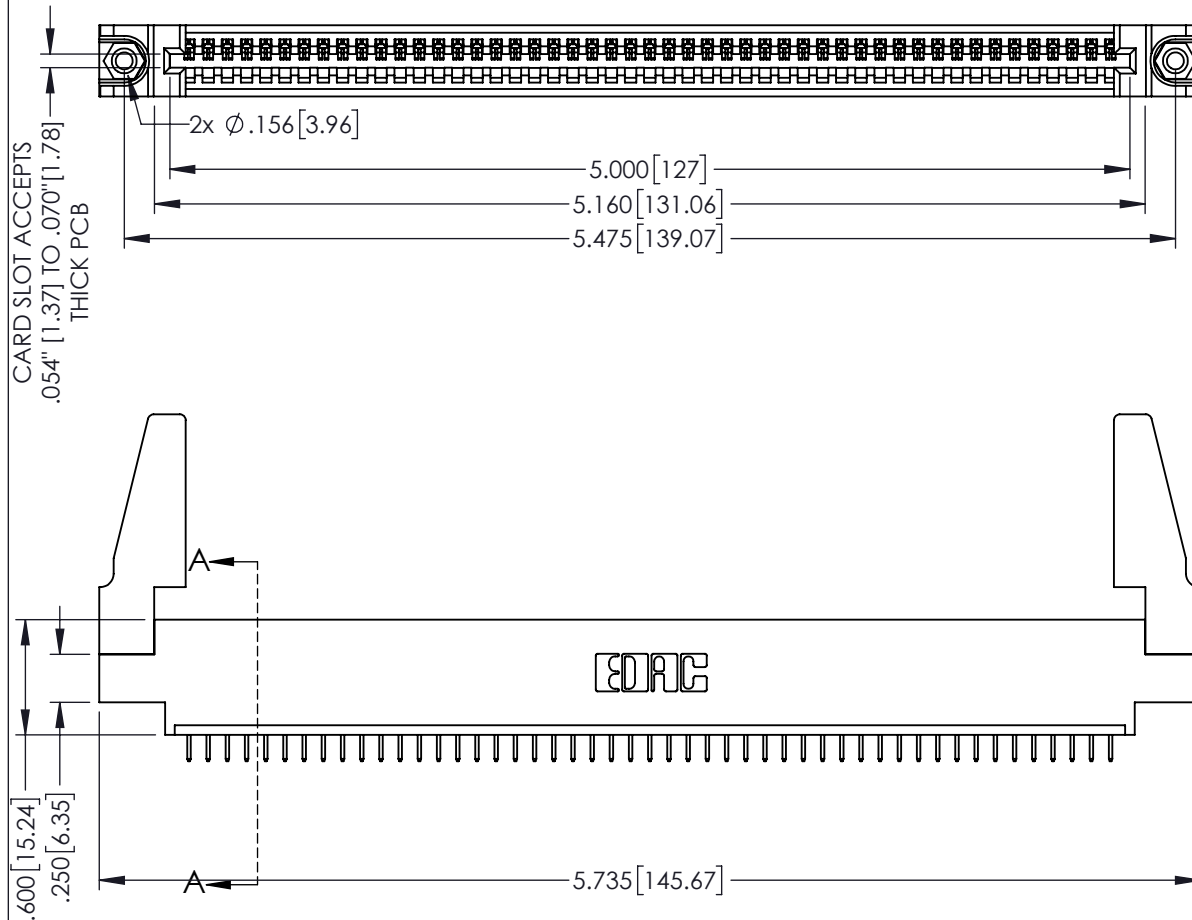 2x Ø.156[3.96]
5.000[127]
5.160[131.06]
5.475[139.07]
CARD SLOT ACCEPTS
.054" [1.37] TO .070"[1.78]
THICK PCB
A
EDAC
.600[15.24]
.250[6.35]
A
5.735[145.67]